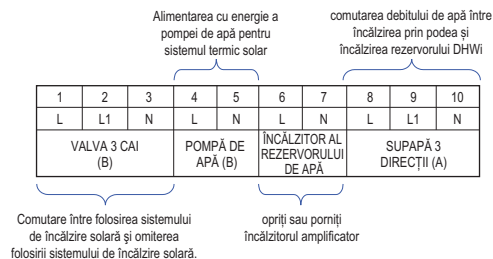 Alimentarea cu energie a
pompei de apă pentru
sistemul termic solar
comutarea debitului de apă între
încălzirea prin podea și
încălzirea rezervorului DHWi
1 2 3 4 5 6 7 8 9 10
L L1 N L N L N L L1 N
VALVA 3 CAI
(B)
POMPĂ DE
APĂ (B)
ÎNCĂLZITOR AL
REZERVORULUI
DE APĂ
SUPAPĂ 3
DIRECȚII (A)
Comutare între folosirea sistemului
de încălzire solară şi omiterea
folosirii sistemului de încălzire solară.
opriți sau porniți
încălzitorul amplificator